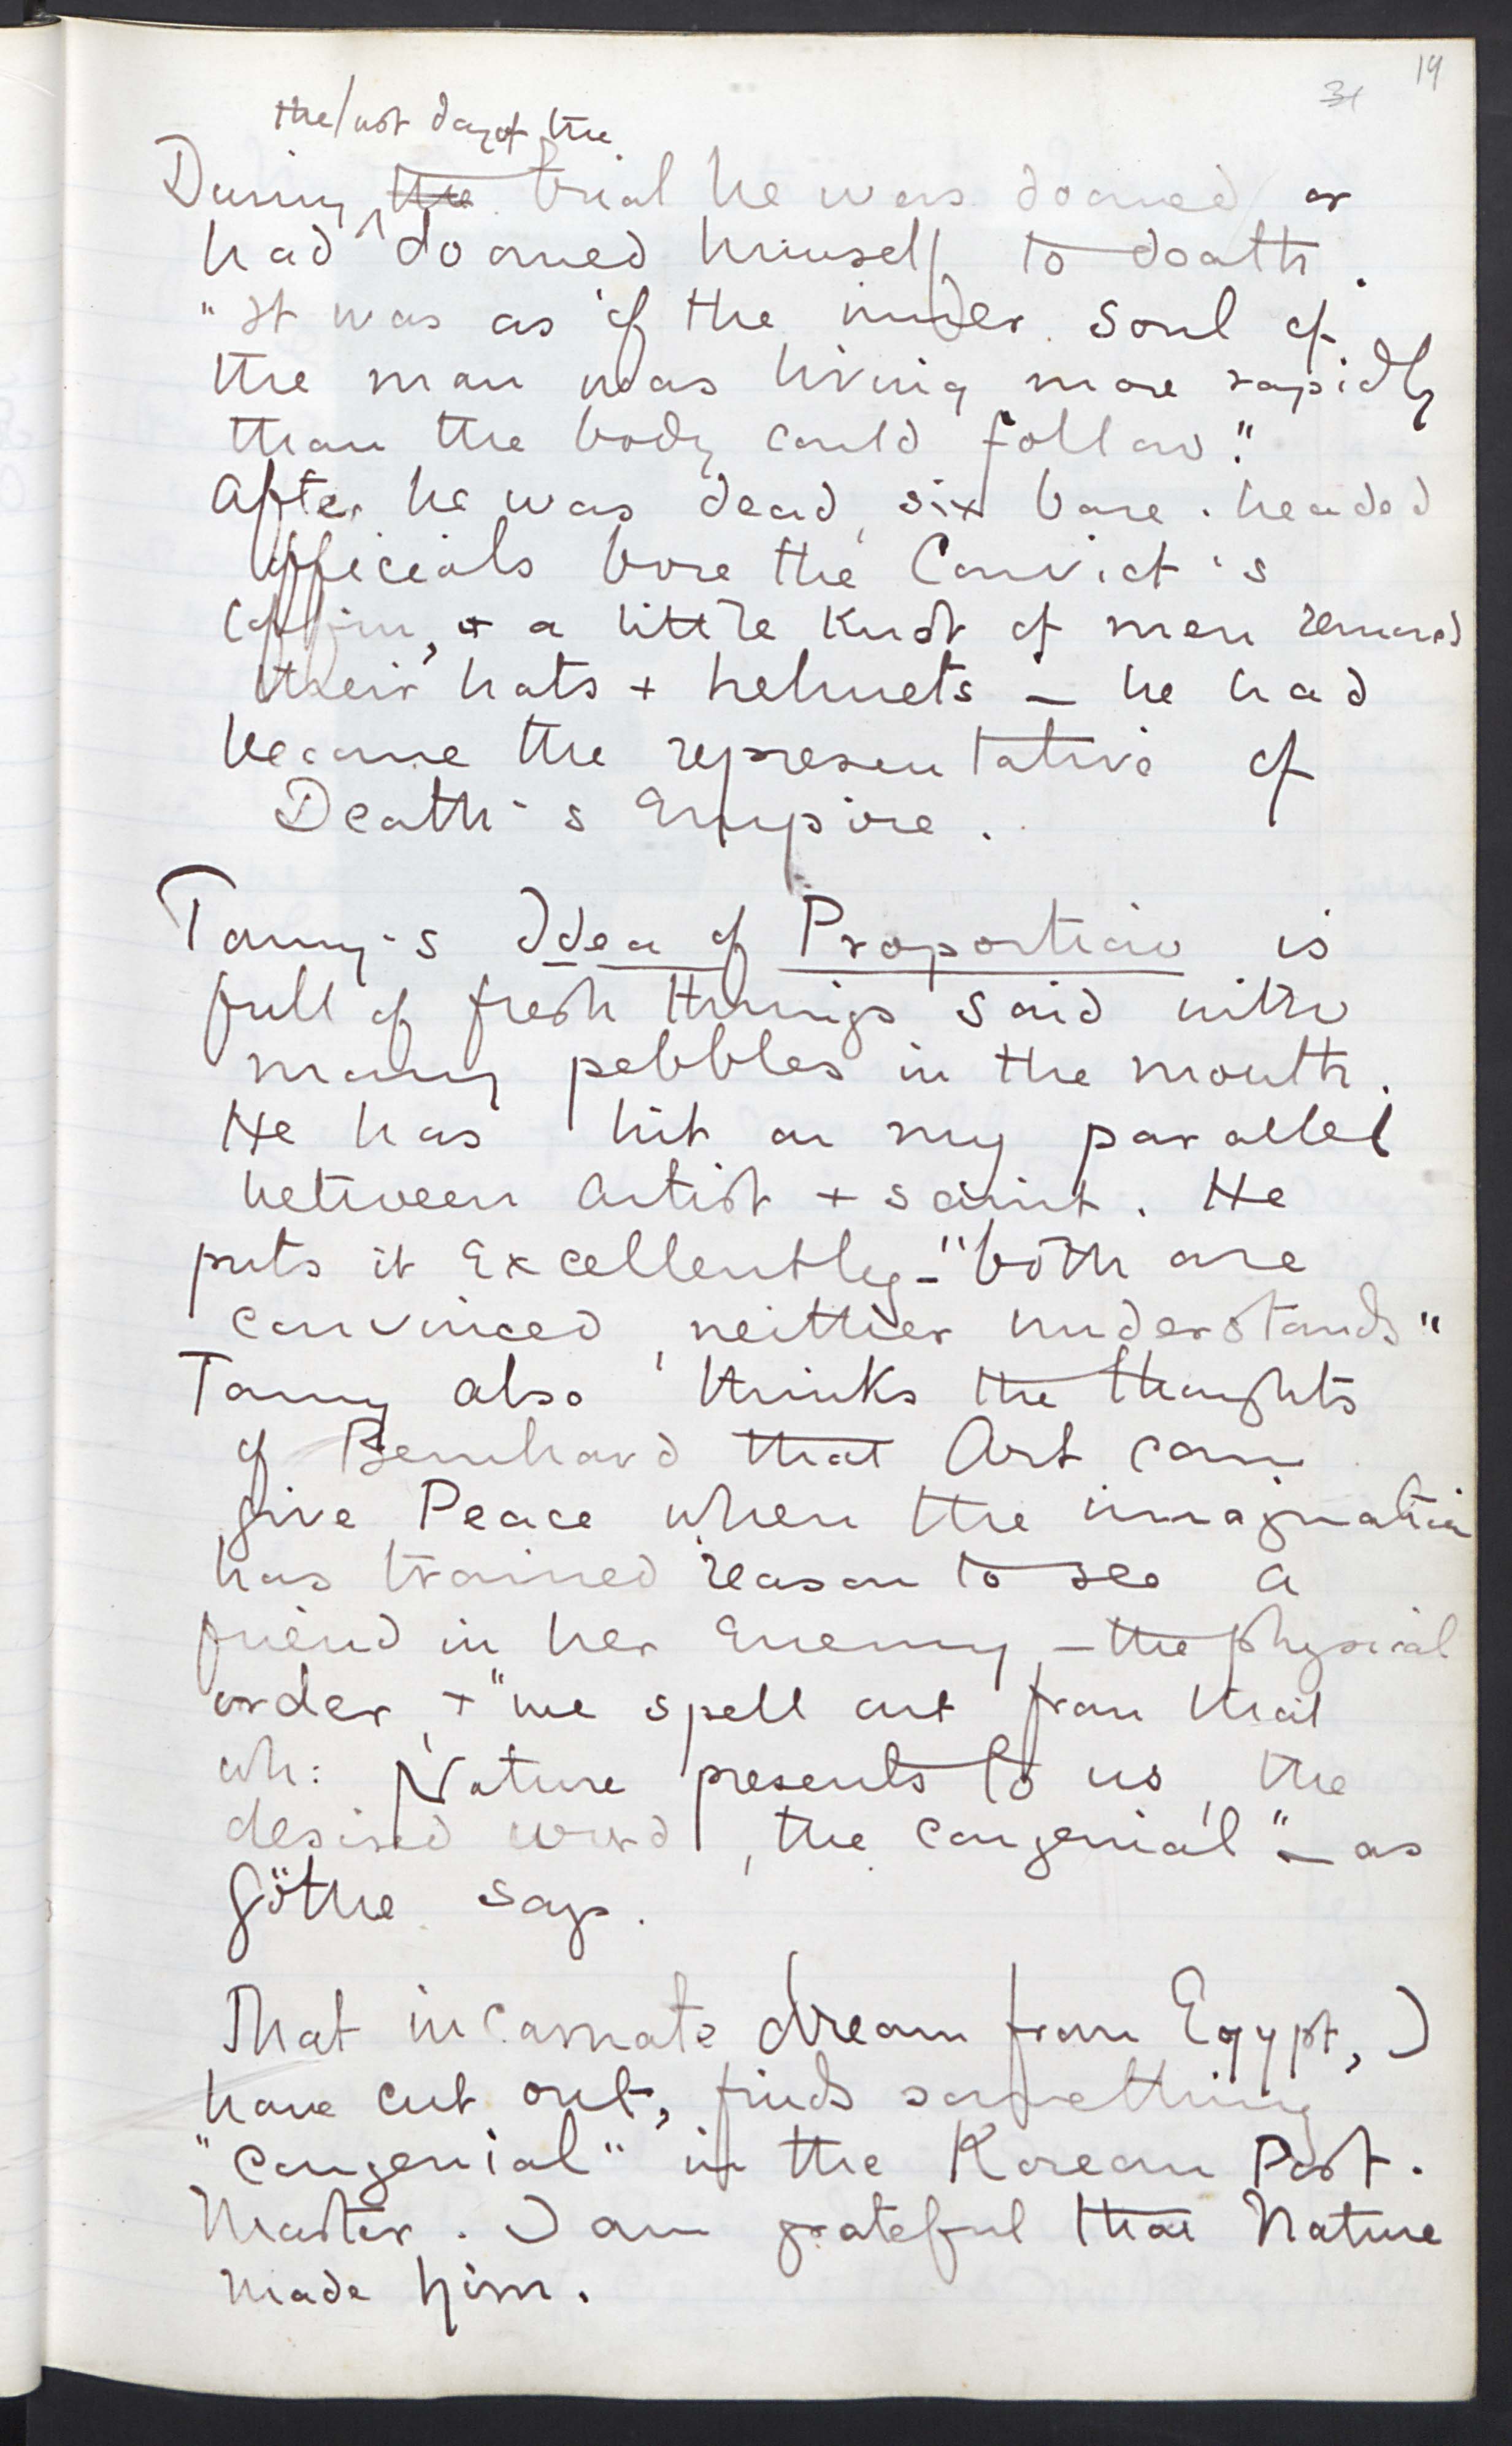 19
31
the last day of the
During the trial he was doomed, or
had doomed himself to death.
"It was as if the inner soul of
the man was living more rapidly
than the body could follow."
After he was dead, six bare-headed
officials bore the Convict's
Coffin, + a little knot of men removed
their hats + helmets – he had
become the representative of
Death's Empire.
Tommy's Idea of Proportion is
full of fresh things said with
many pebbles in the mouth.
He has hit on my parallel
between Artist + saint. He
puts it Excellently – "both are
convinced, neither understands"
Tommy also thinks the thoughts
of Bernhard that Art can
give Peace when the imagination
has trained reason to see a
friend in her Enemy, – the physical
order, + "we spell out from that
wh: Nature presents to us, the
desired word, the congenial" – as
Göthe says.
That incarnate dream from Egypt, I
have cut out, finds something
"congenial" in the Korean Post-
Master. I am grateful that Nature
made him.